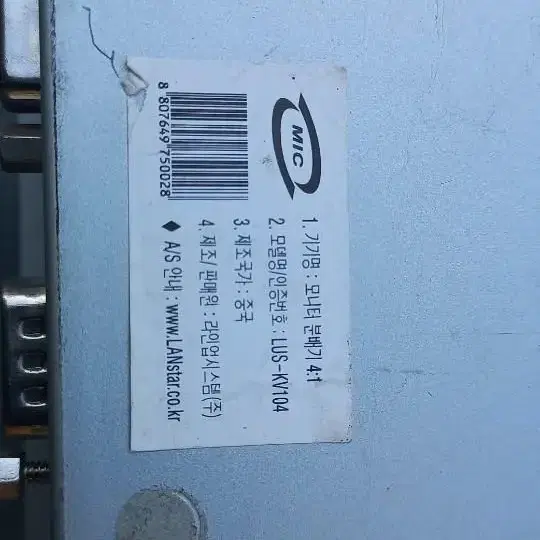 MIC
8 807649 750028
1. 기기명 : 모니터 분배기 4:1
2. 모델명/인증번호 : LUS-KV104
3. 제조국가 : 중국
4. 제조/ 판매원 : 라인업시스템(주)
◆ A/S 안내 : www.LANstar.co.kr